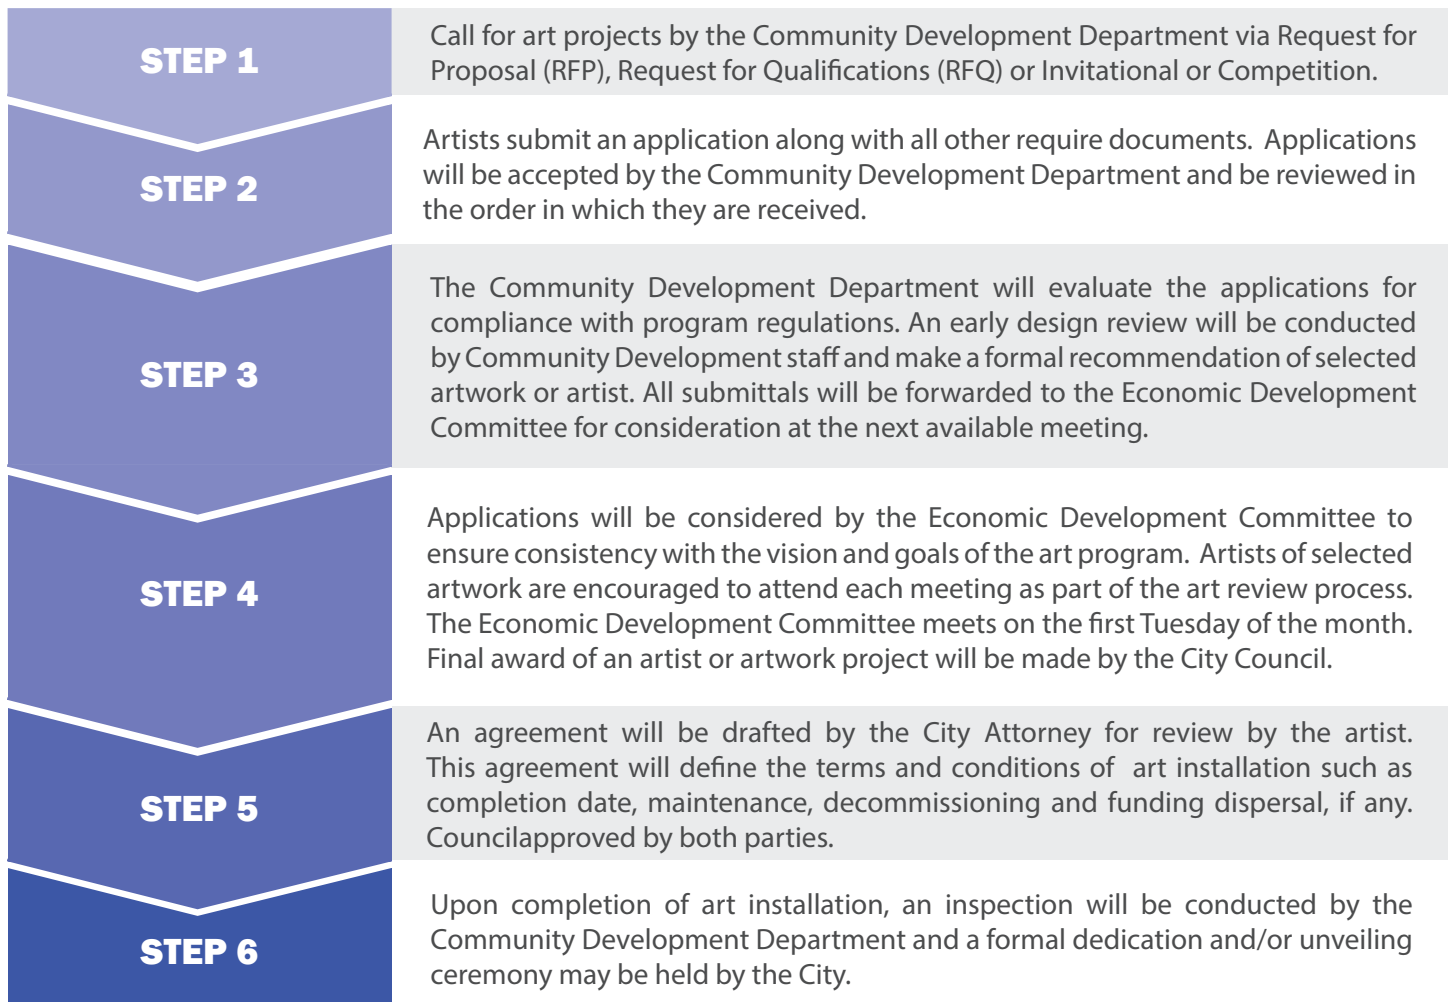 STEP 1
Call for art projects by the Community Development Department via Request for
Proposal (RFP), Request for Qualifications (RFQ) or Invitational or Competition.
STEP 2
Artists submit an application along with all other require documents.  Applications
will be accepted by the Community Development Department and be reviewed in
the order in which they are received.
STEP 3
The Community Development Department will evaluate the applications for
compliance with program regulations. An early design review will be conducted
by Community Development staff and make a formal recommendation of selected
artwork or artist. All submittals will be forwarded to the Economic Development
Committee for consideration at the next available meeting.
STEP 4
Applications will be considered by the Economic Development Committee to
ensure consistency with the vision and goals of the art program.  Artists of selected
artwork are encouraged to attend each meeting as part of the art review process.
The Economic Development Committee meets on the first Tuesday of the month.
Final award of an artist or artwork project will be made by the City Council.
STEP 5
An agreement will be drafted by the City Attorney for review by the artist.
This agreement will define the terms and conditions of  art installation such as
completion date, maintenance, decommissioning and funding dispersal, if any.
Councilapproved by both parties.
STEP 6
Upon completion of art installation, an inspection will be conducted by the
Community Development Department and a formal dedication and/or unveiling
ceremony may be held by the City.